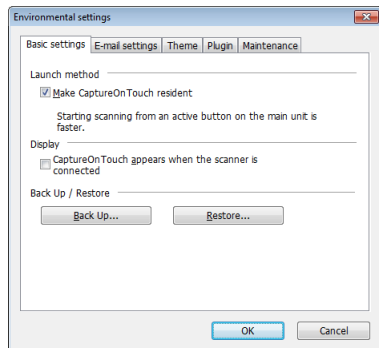 Environmental settings
Basic settings E-mail settings Theme Plugin Maintenance
Launch method
Make CaptureOnTouch resident
Starting scanning from an active button on the main unit is
faster.
Display
CaptureOnTouch appears when the scanner is
connected
Back Up / Restore
Back Up... Restore...
OK Cancel